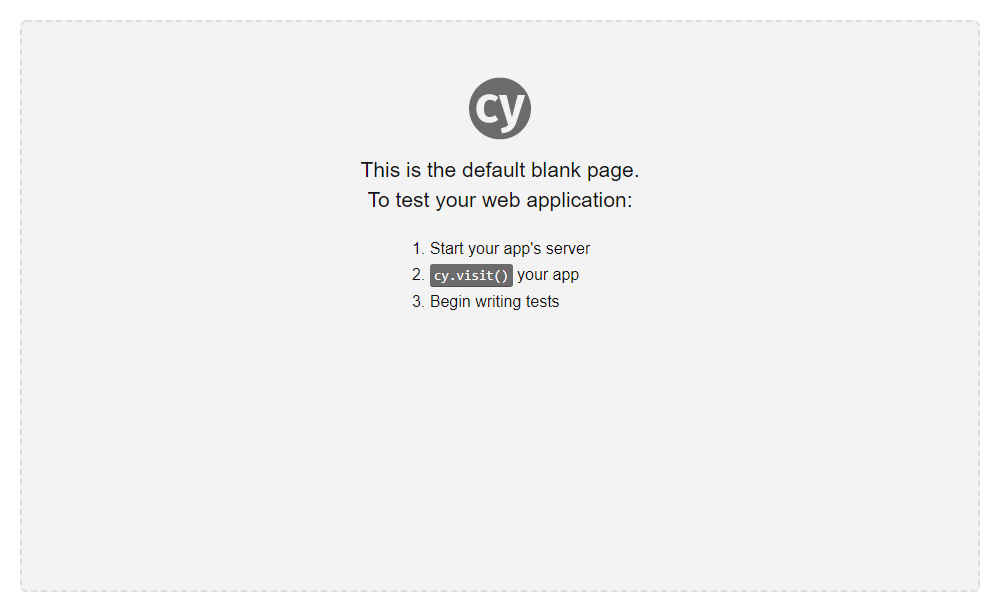 cy
This is the default blank page.
To test your web application:
1. Start your app's server
2. cy.visit() your app
3. Begin writing tests